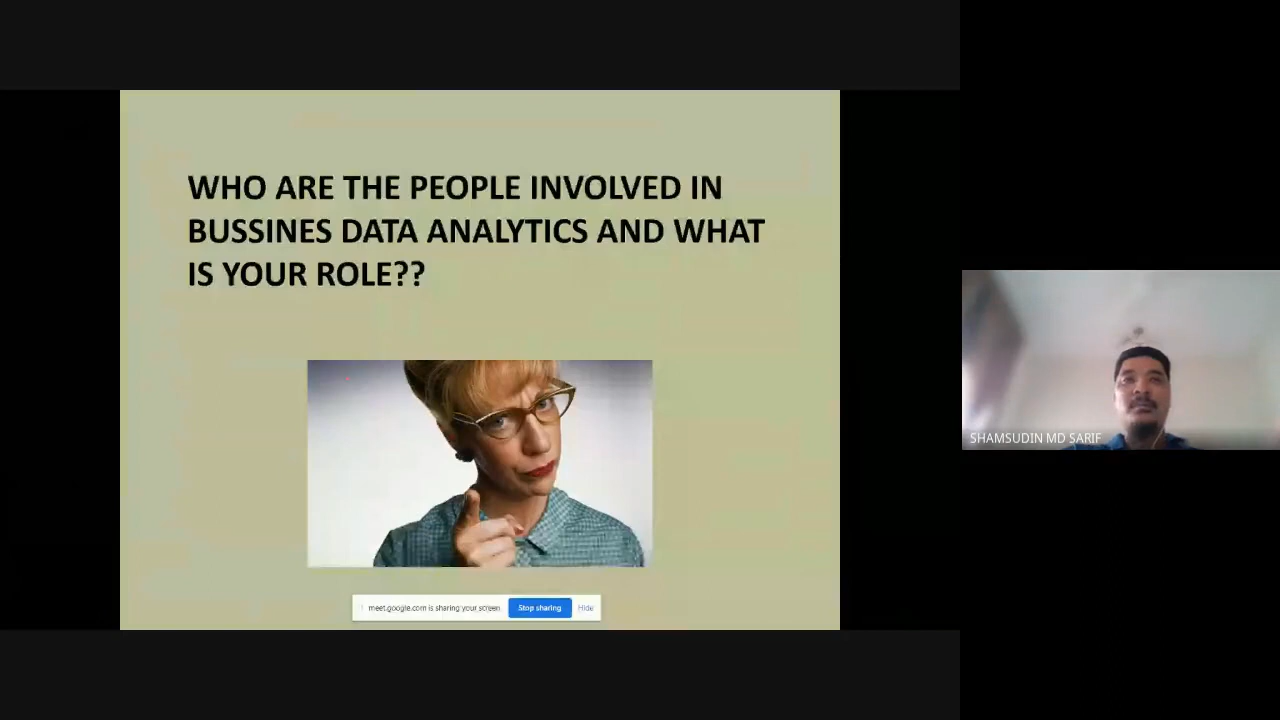 WHO ARE THE PEOPLE INVOLVED IN
BUSSINES DATA ANALYTICS AND WHAT
IS YOUR ROLE??
SHAMSUDIN MD SARIF
meet.google.com is sharing your screen
Stop sharing
Hide